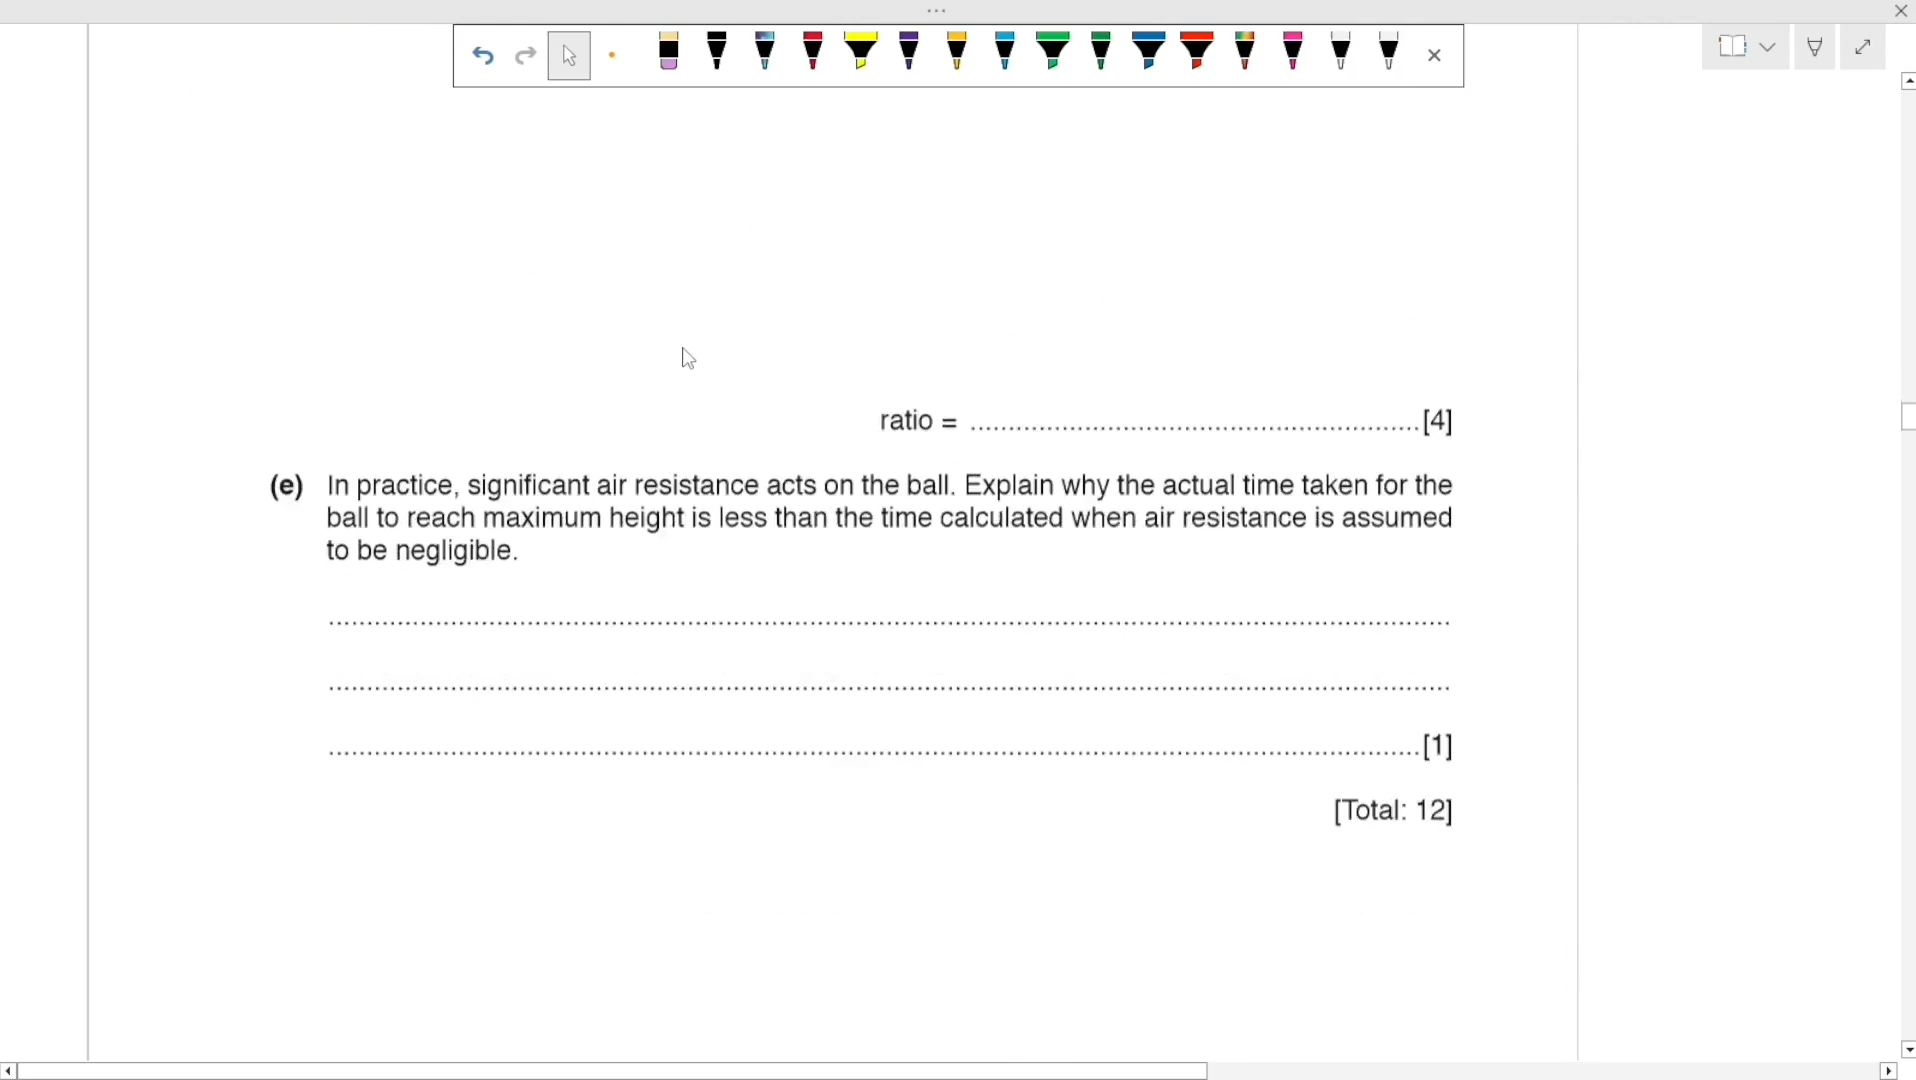 ratio = ........................................................... [4]
(e) In practice, significant air resistance acts on the ball. Explain why the actual time taken for the
ball to reach maximum height is less than the time calculated when air resistance is assumed
to be negligible.
....................................................................................................................................................
....................................................................................................................................................
................................................................................................................................................ [1]
[Total: 12]